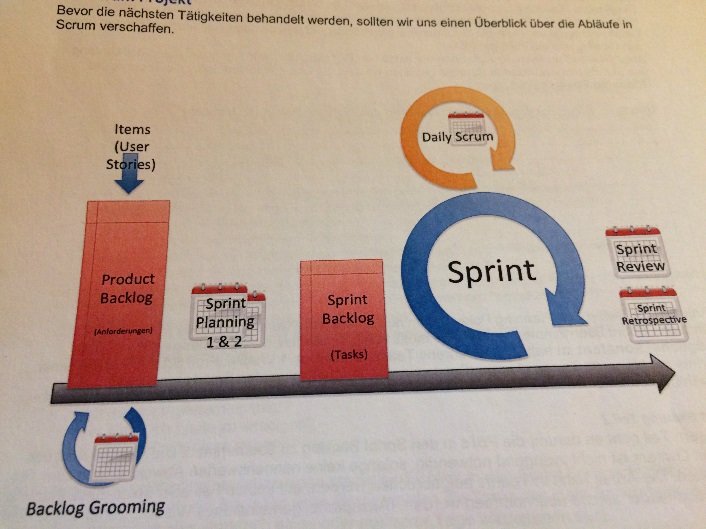 Projekt
Bevor die nächsten Tätigkeiten behandelt werden, sollten wir uns einen Überblick über die Abläufe in
Scrum verschaffen.
Items
(User
Stories)
Daily Scrum
Product
Backlog
(Anforderungen)
Sprint
Planning
1 & 2
Sprint
Backlog
(Tasks)
Sprint
Sprint
Review
Sprint
Retrospective
Backlog Grooming